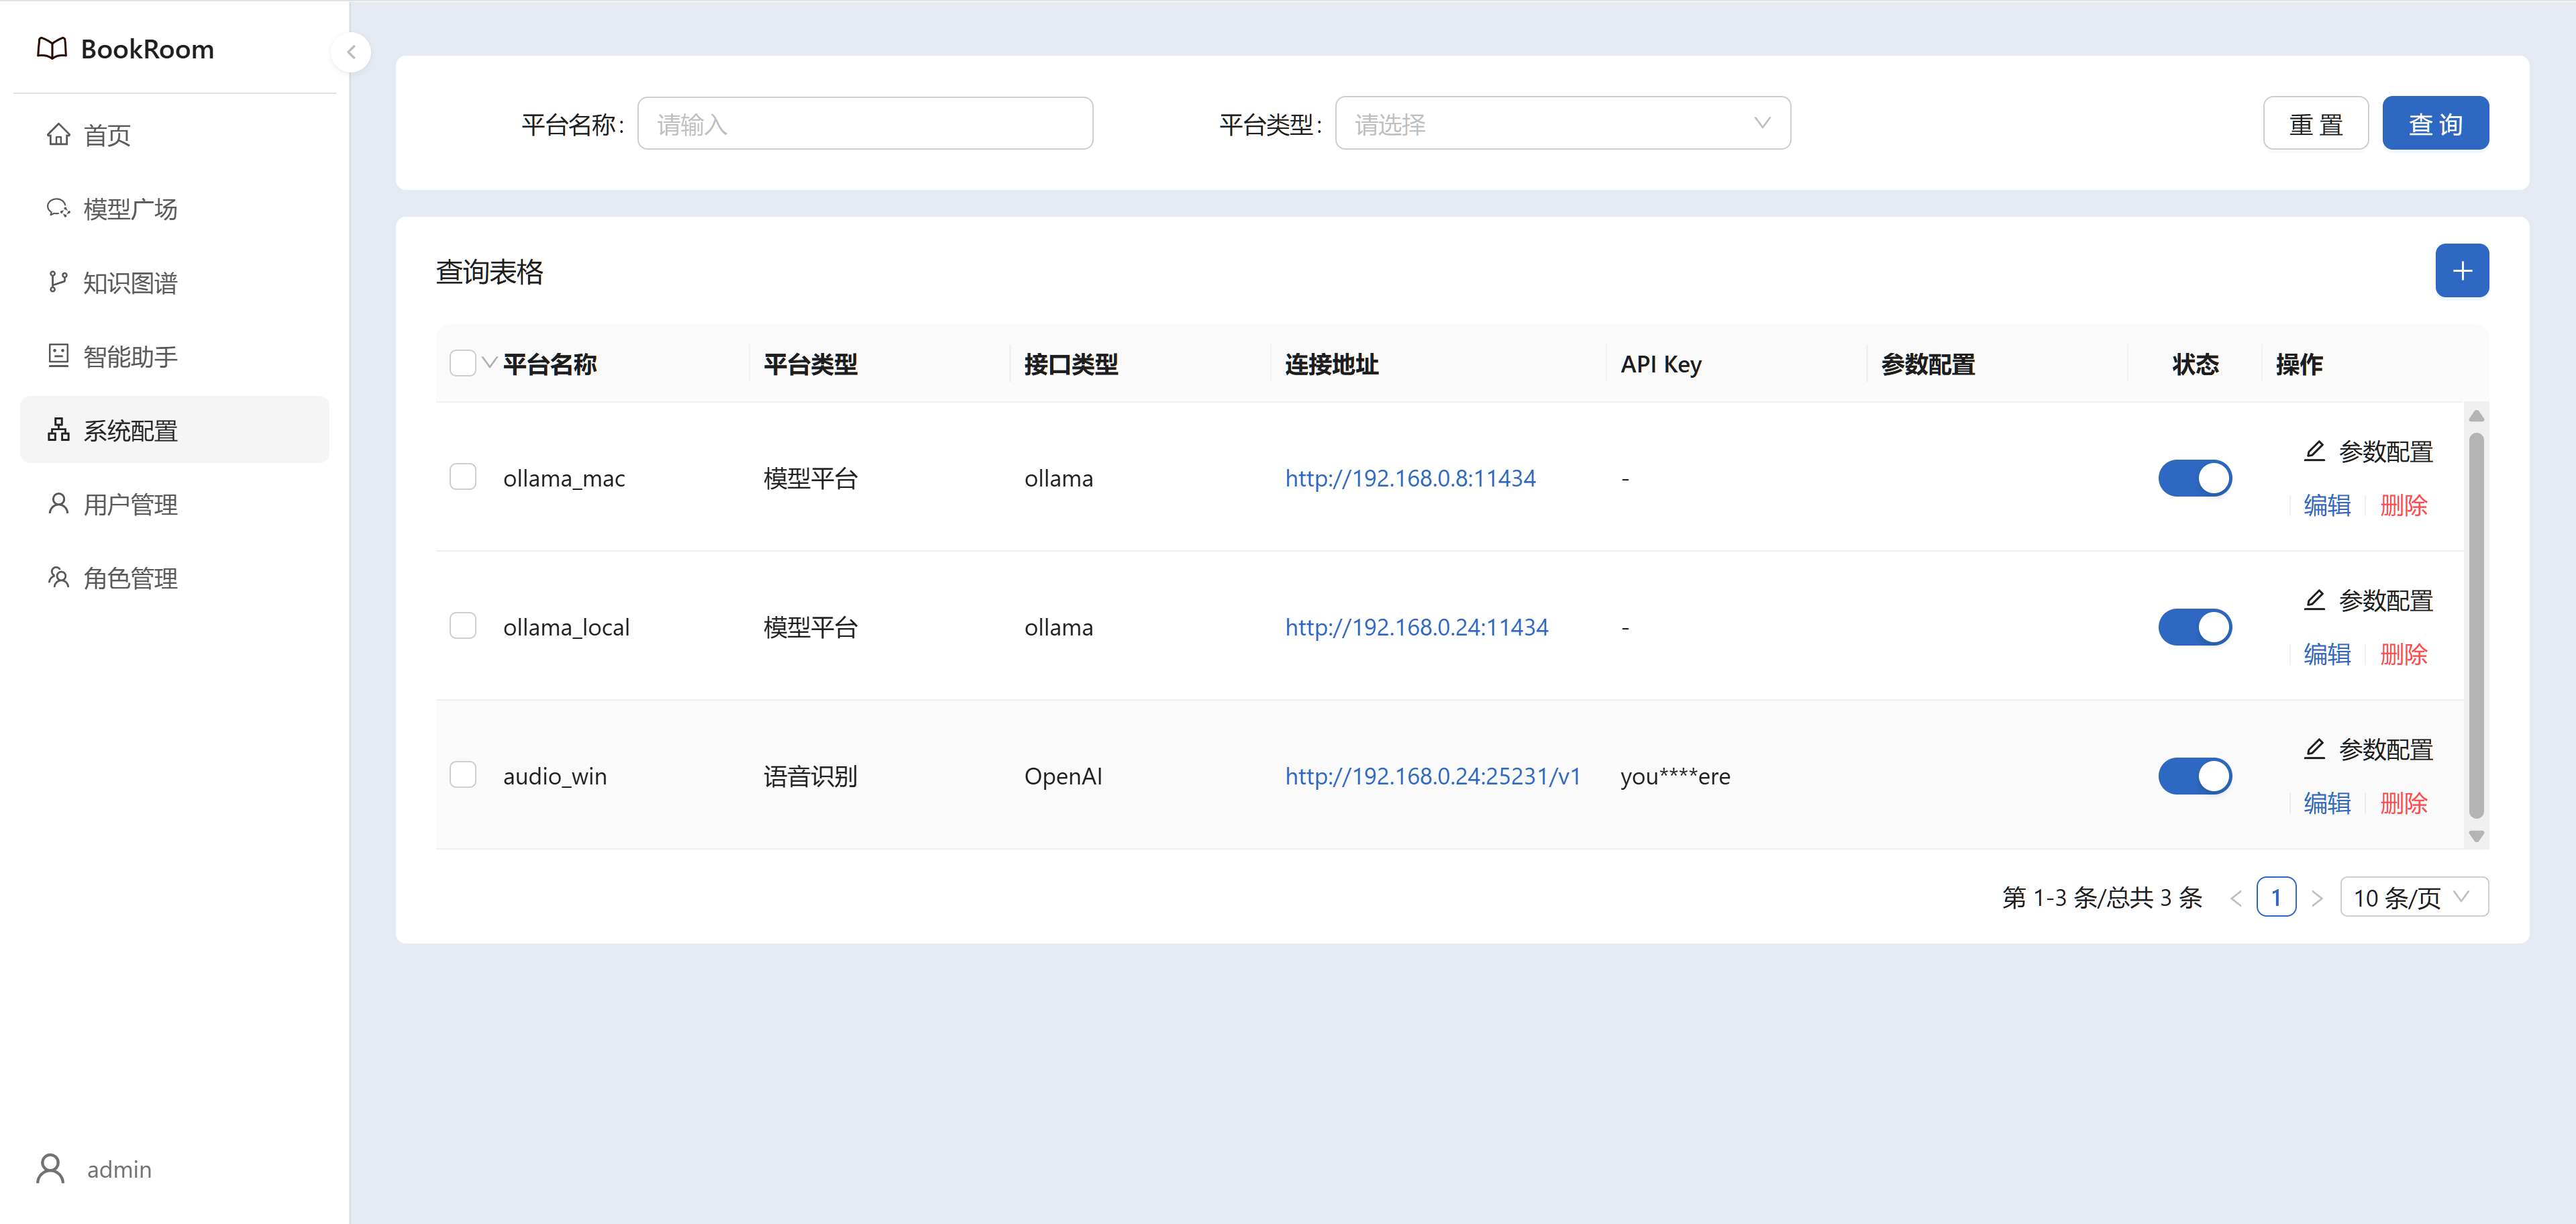 BookRoom
首页
模型广场
知识图谱
智能助手
系统配置
用户管理
角色管理
admin
平台名称: 请输入 平台类型: 请选择 重置 查询
查询表格
平台名称 平台类型 接口类型 连接地址 API Key 参数配置 状态 操作
ollama_mac 模型平台 ollama http://192.168.0.8:11434 - 参数配置
编辑 删除
ollama_local 模型平台 ollama http://192.168.0.24:11434 - 参数配置
编辑 删除
audio_win 语音识别 OpenAI http://192.168.0.24:25231/v1 you****ere 参数配置
编辑 删除
第 1-3 条/总共 3 条 1 10 条/页